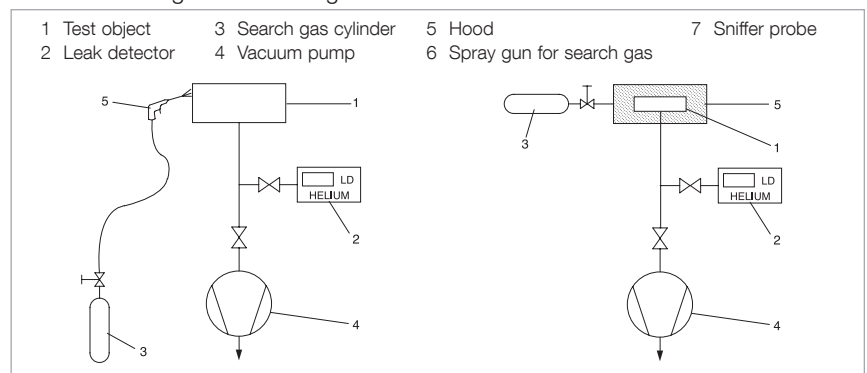 1 Test object 3 Search gas cylinder 5 Hood 7 Sniffer probe
2 Leak detector 4 Vacuum pump 6 Spray gun for search gas
5
1
3
LD
HELIUM
2
4
3
5
1
LD
HELIUM
2
4